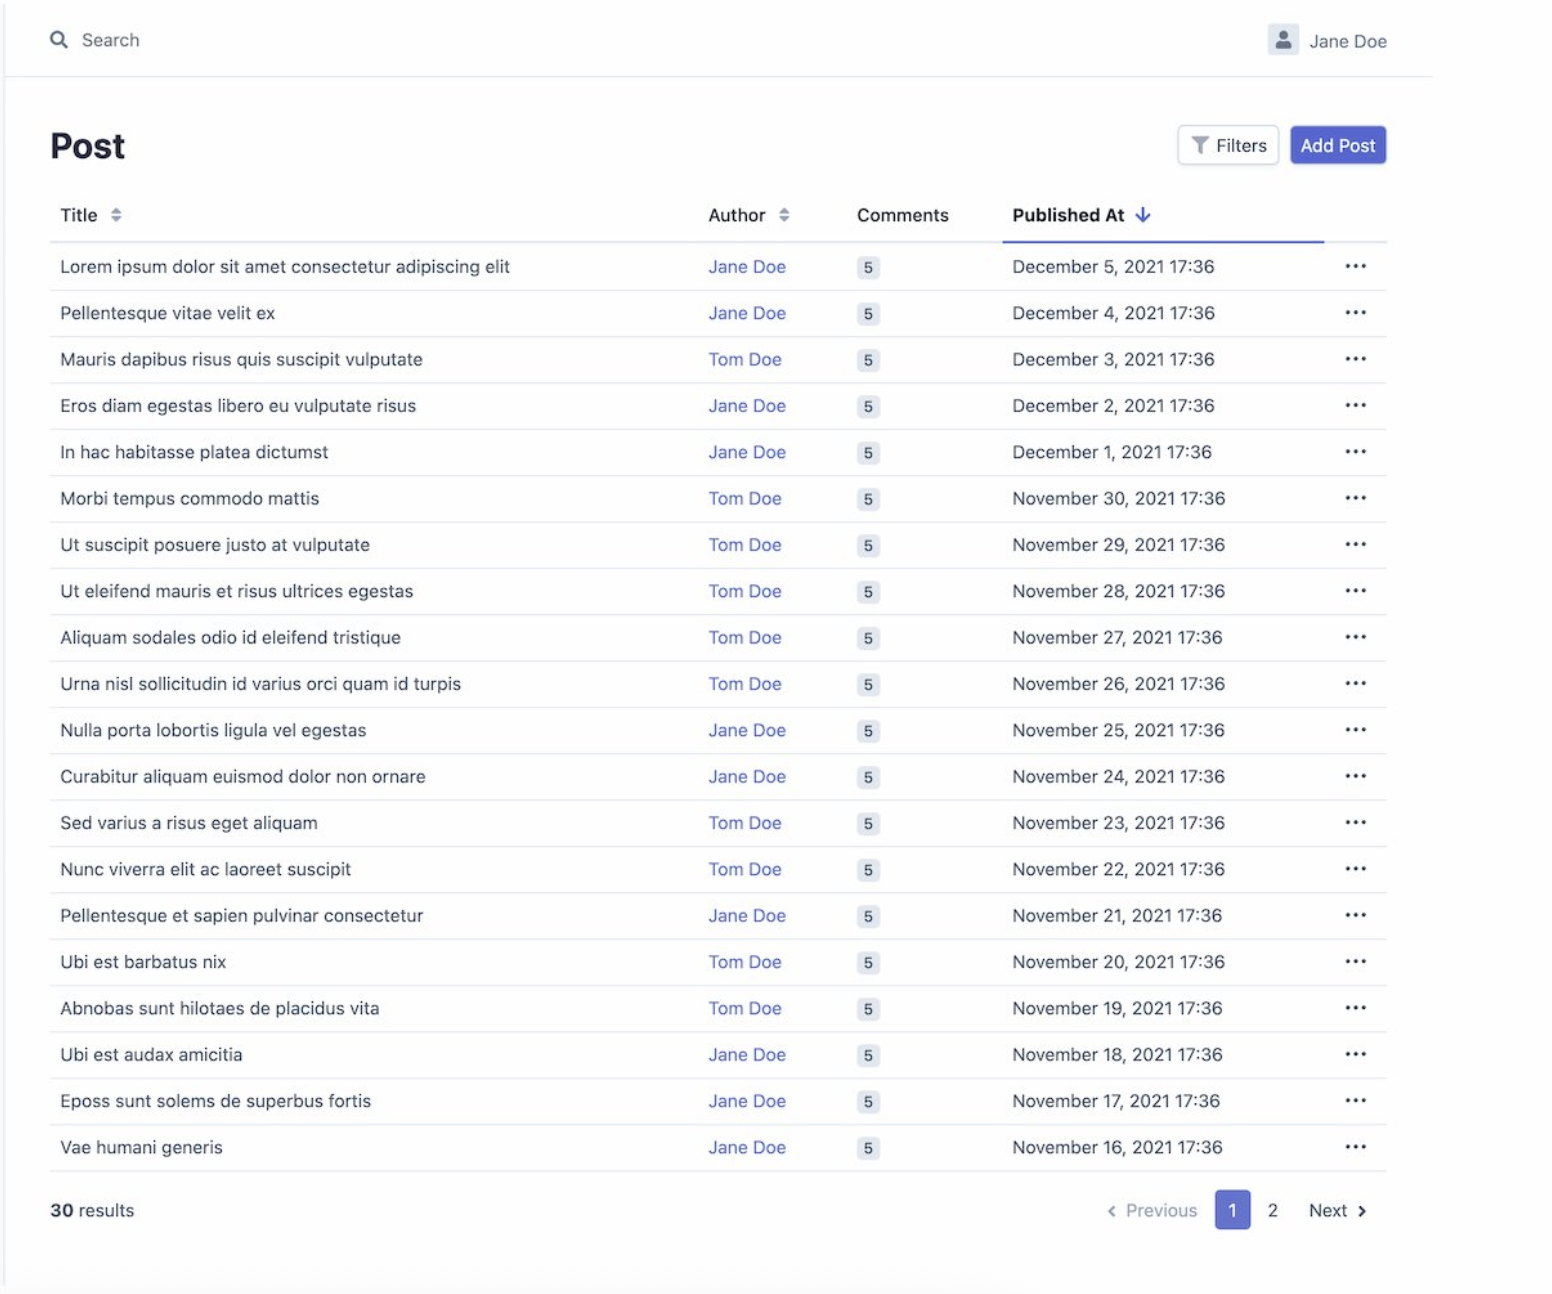 Search Jane Doe
Post Filters Add Post
Title Author Comments Published At
Lorem ipsum dolor sit amet consectetur adipiscing elit Jane Doe 5 December 5, 2021 17:36
Pellentesque vitae velit ex Jane Doe 5 December 4, 2021 17:36
Mauris dapibus risus quis suscipit vulputate Tom Doe 5 December 3, 2021 17:36
Eros diam egestas libero eu vulputate risus Jane Doe 5 December 2, 2021 17:36
In hac habitasse platea dictumst Jane Doe 5 December 1, 2021 17:36
Morbi tempus commodo mattis Tom Doe 5 November 30, 2021 17:36
Ut suscipit posuere justo at vulputate Tom Doe 5 November 29, 2021 17:36
Ut eleifend mauris et risus ultrices egestas Tom Doe 5 November 28, 2021 17:36
Aliquam sodales odio id eleifend tristique Tom Doe 5 November 27, 2021 17:36
Urna nisl sollicitudin id varius orci quam id turpis Tom Doe 5 November 26, 2021 17:36
Nulla porta lobortis ligula vel egestas Jane Doe 5 November 25, 2021 17:36
Curabitur aliquam euismod dolor non ornare Jane Doe 5 November 24, 2021 17:36
Sed varius a risus eget aliquam Tom Doe 5 November 23, 2021 17:36
Nunc viverra elit ac laoreet suscipit Tom Doe 5 November 22, 2021 17:36
Pellentesque et sapien pulvinar consectetur Jane Doe 5 November 21, 2021 17:36
Ubi est barbatus nix Tom Doe 5 November 20, 2021 17:36
Abnobas sunt hilotaes de placidus vita Tom Doe 5 November 19, 2021 17:36
Ubi est audax amicitia Jane Doe 5 November 18, 2021 17:36
Eposs sunt solems de superbus fortis Jane Doe 5 November 17, 2021 17:36
Vae humani generis Jane Doe 5 November 16, 2021 17:36
30 results Previous 1 2 Next